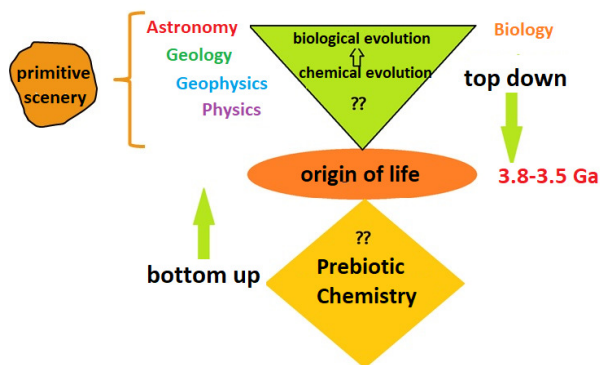 primitive
scenery
Astronomy
Geology
Geophysics
Physics
biological evolution
chemical evolution
??
Biology
top down
origin of life
3.8-3.5 Ga
bottom up
??
Prebiotic
Chemistry